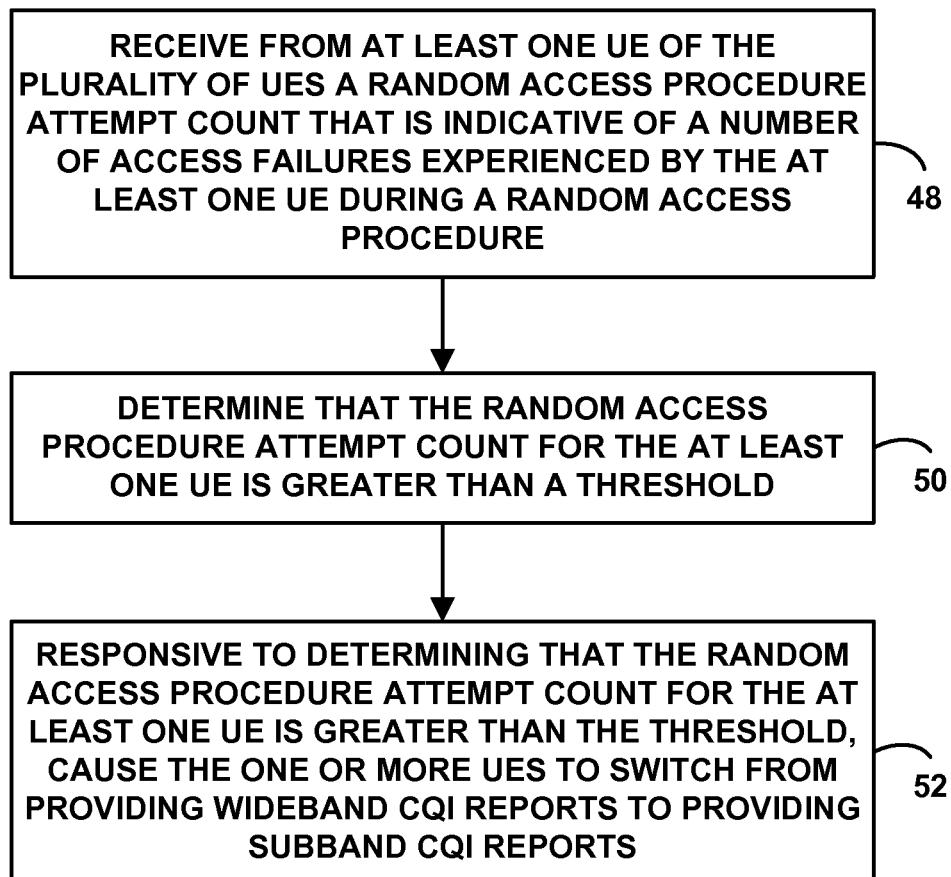 RECEIVE FROM AT LEAST ONE UE OF THE
PLURALITY OF UES A RANDOM ACCESS PROCEDURE
ATTEMPT COUNT THAT IS INDICATIVE OF A NUMBER
OF ACCESS FAILURES EXPERIENCED BY THE AT
LEAST ONE UE DURING A RANDOM ACCESS
PROCEDURE
48
DETERMINE THAT THE RANDOM ACCESS
PROCEDURE ATTEMPT COUNT FOR THE AT LEAST
ONE UE IS GREATER THAN A THRESHOLD
50
RESPONSIVE TO DETERMINING THAT THE RANDOM
ACCESS PROCEDURE ATTEMPT COUNT FOR THE AT
LEAST ONE UE IS GREATER THAN THE THRESHOLD,
CAUSE THE ONE OR MORE UES TO SWITCH FROM
PROVIDING WIDEBAND CQI REPORTS TO PROVIDING
SUBBAND CQI REPORTS
52